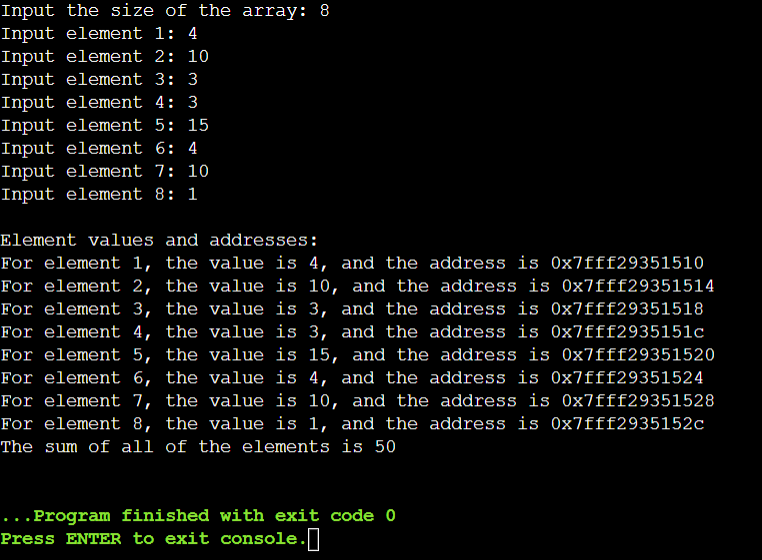 Input the size of the array: 8
Input element 1: 4
Input element 2: 10
Input element 3: 3
Input element 4: 3
Input element 5: 15
Input element 6: 4
Input element 7: 10
Input element 8: 1

Element values and addresses:
For element 1, the value is 4, and the address is 0x7fff29351510
For element 2, the value is 10, and the address is 0x7fff29351514
For element 3, the value is 3, and the address is 0x7fff29351518
For element 4, the value is 3, and the address is 0x7fff2935151c
For element 5, the value is 15, and the address is 0x7fff29351520
For element 6, the value is 4, and the address is 0x7fff29351524
For element 7, the value is 10, and the address is 0x7fff29351528
For element 8, the value is 1, and the address is 0x7fff2935152c
The sum of all of the elements is 50

...Program finished with exit code 0
Press ENTER to exit console.